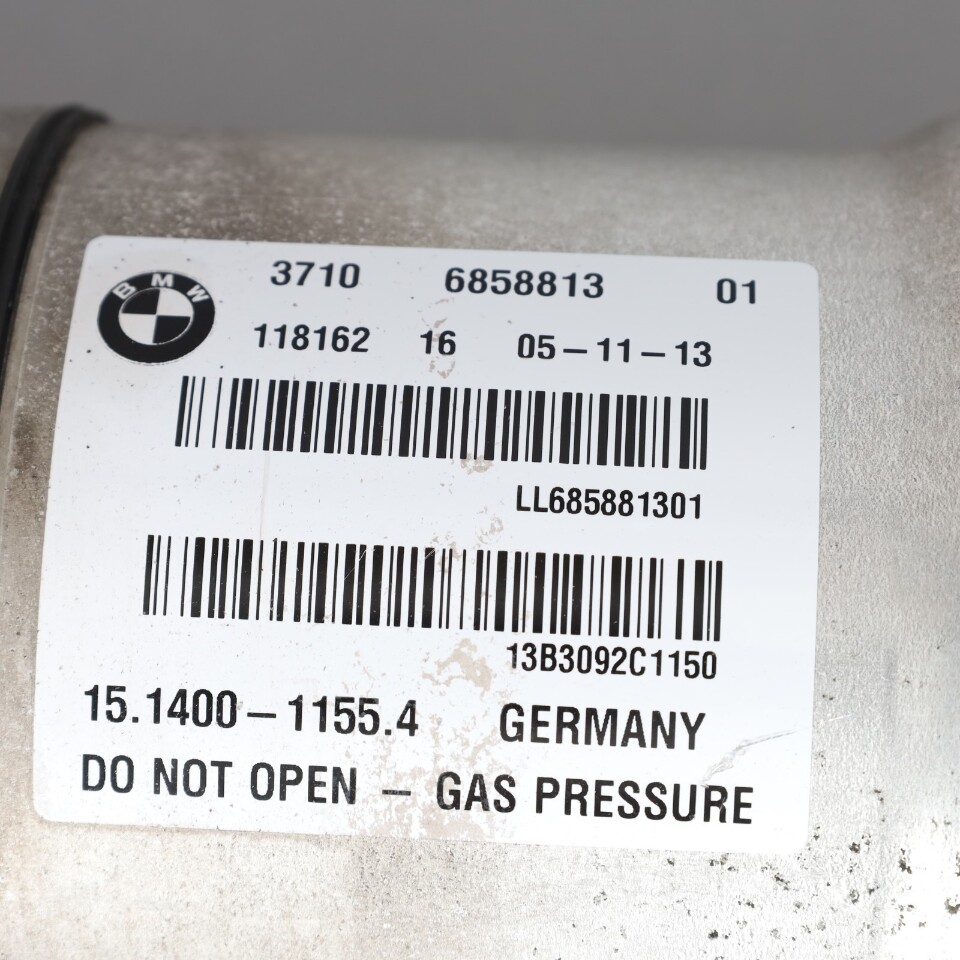 BMW
3710 6858813 01
118162 16 05-11-13
LL685881301
13B3092C1150
15.1400-1155.4 GERMANY
DO NOT OPEN - GAS PRESSURE